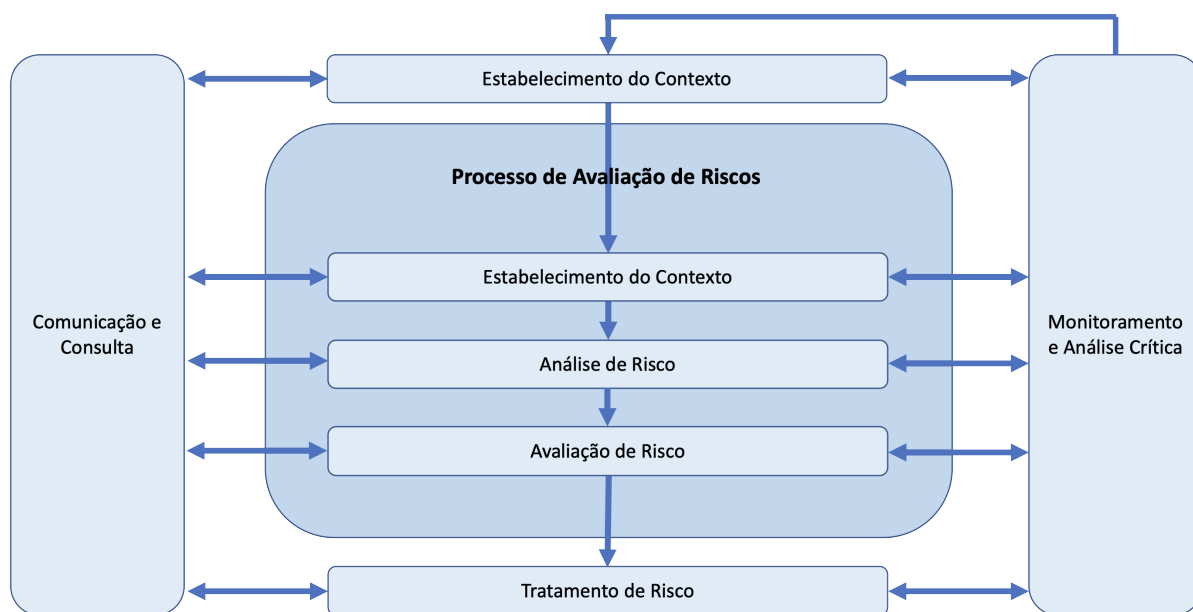 Estabelecimento do Contexto
Processo de Avaliação de Riscos
Estabelecimento do Contexto
Comunicação e
Consulta
Monitoramento
e Análise Crítica
Análise de Risco
Avaliação de Risco
Tratamento de Risco